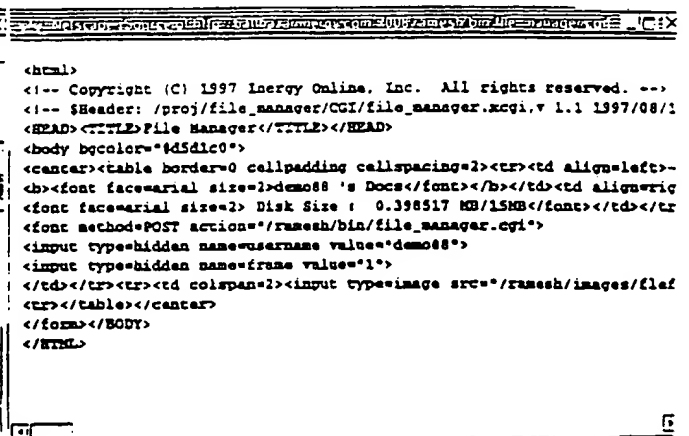 <html>
<!-- Copyright (C) 1997 Inergy Online, Inc. All rights reserved. -->
<!-- $Header: /proj/file_manager/CGI/file_manager.xcgi,v 1.1 1997/08/1
<HEAD><TITLE>File Manager</TITLE></HEAD>
<body bgcolor="#d5d1c0">
<center><table border=0 cellpadding cellspacing=2><tr><td align=left>
<b><font face=arial size=2>demo88 's Docs</font></b></td><td align=rig
<font face=arial size=2> Disk Size : 0.398517 MB/15MB</font></td></tr
<font method=POST action="/ramesh/bin/file_manager.cgi">
<input type=hidden name=username value="demo88">
<input type=hidden name=frame value="1">
</td></tr><tr><td colspan=2><input type=image src="/ramesh/images/flef
<tr></table></center>
</form></BODY>
</HTML>